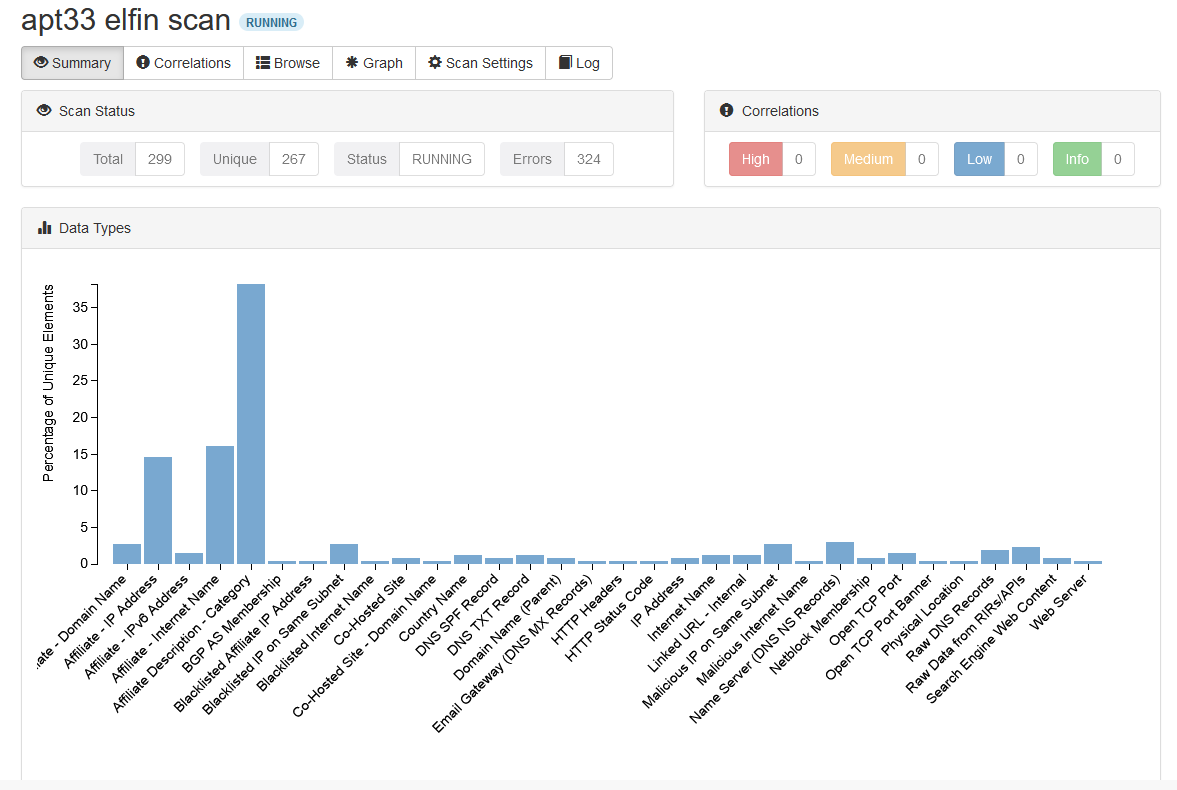 apt33 elfin scan RUNNING
Summary Correlations Browse Graph Scan Settings Log
Scan Status
Total 299 Unique 267 Status RUNNING Errors 324
Correlations
High 0 Medium 0 Low 0 Info 0
Data Types
Percentage of Unique Elements
35
30
25
20
15
10
5
0
iate - Domain Name
Affiliate - IP Address
Affiliate - IPv6 Address
Affiliate - Internet Name
Affiliate Description - Category
BGP AS Membership
Blacklisted Affiliate IP Address
Blacklisted IP on Same Subnet
Blacklisted Internet Name
Co-Hosted Site
Co-Hosted Site - Domain Name
Country Name
DNS SPF Record
DNS TXT Record
Domain Name (Parent)
Email Gateway (DNS MX Records)
HTTP Headers
HTTP Status Code
IP Address
Internet Name
Linked URL - Internal
Malicious IP on Same Subnet
Malicious Internet Name
Name Server (DNS NS Records)
Netblock Membership
Open TCP Port
Open TCP Port Banner
Physical Location
Raw DNS Records
Raw Data from RIRs/APIs
Search Engine Web Content
Web Server